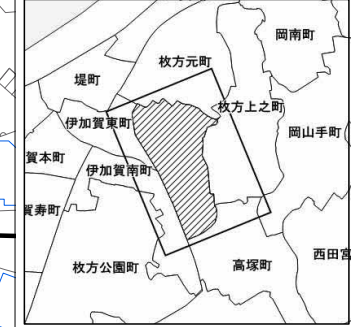 岡南町
枚方元町
堤町
枚方上之町
伊加賀東町
岡山手町
賀本町
伊加賀南町
賀寿町
西田宮
枚方公園町
高塚町